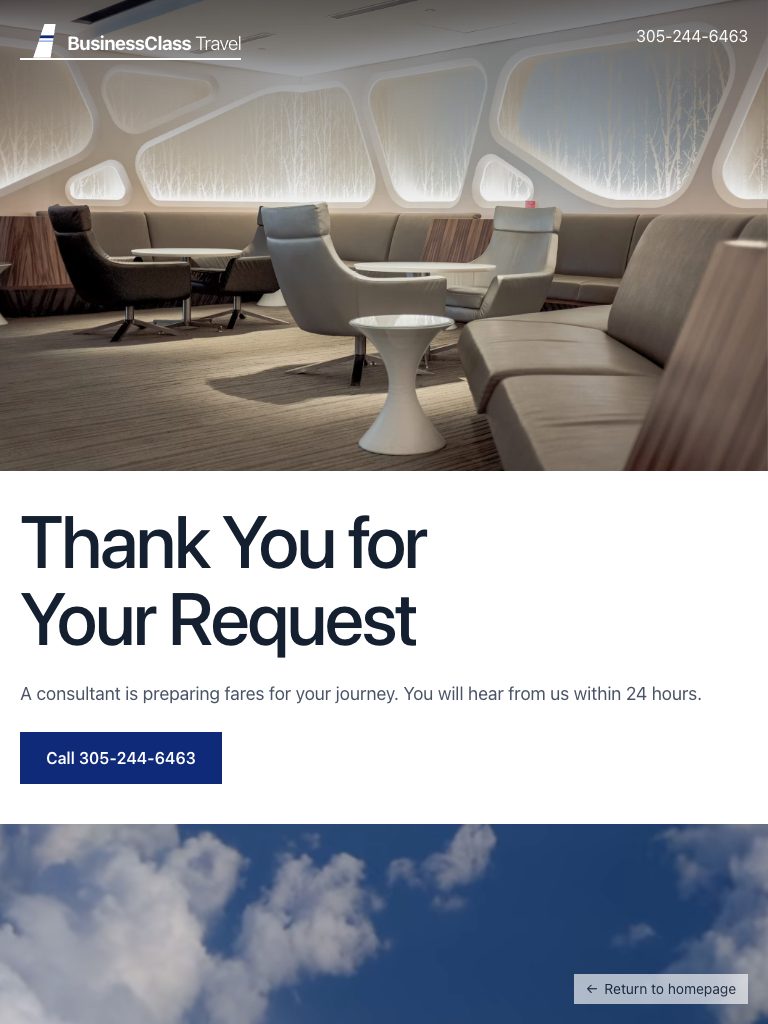 BusinessClass Travel
305-244-6463
Thank You for
Your Request
A consultant is preparing fares for your journey. You will hear from us within 24 hours.
Call 305-244-6463
← Return to homepage